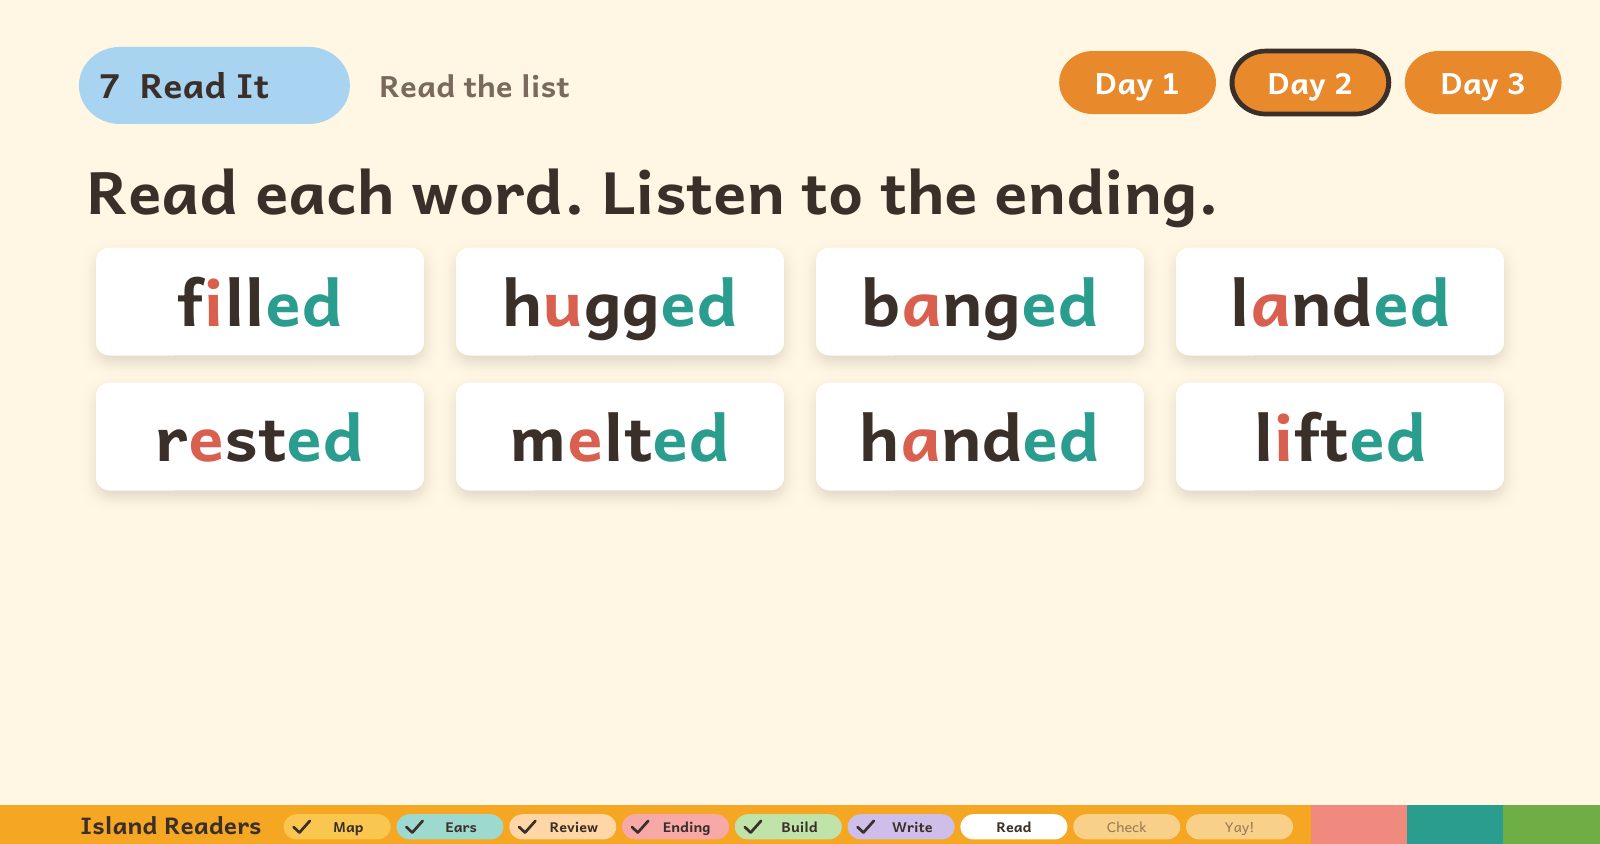 7 Read It
Read the list
Day 1
Day 2
Day 3
Read each word. Listen to the ending.
filled
hugged
banged
landed
rested
melted
handed
lifted
Island Readers
Map
Ears
Review
Ending
Build
Write
Read
Check
Yay!